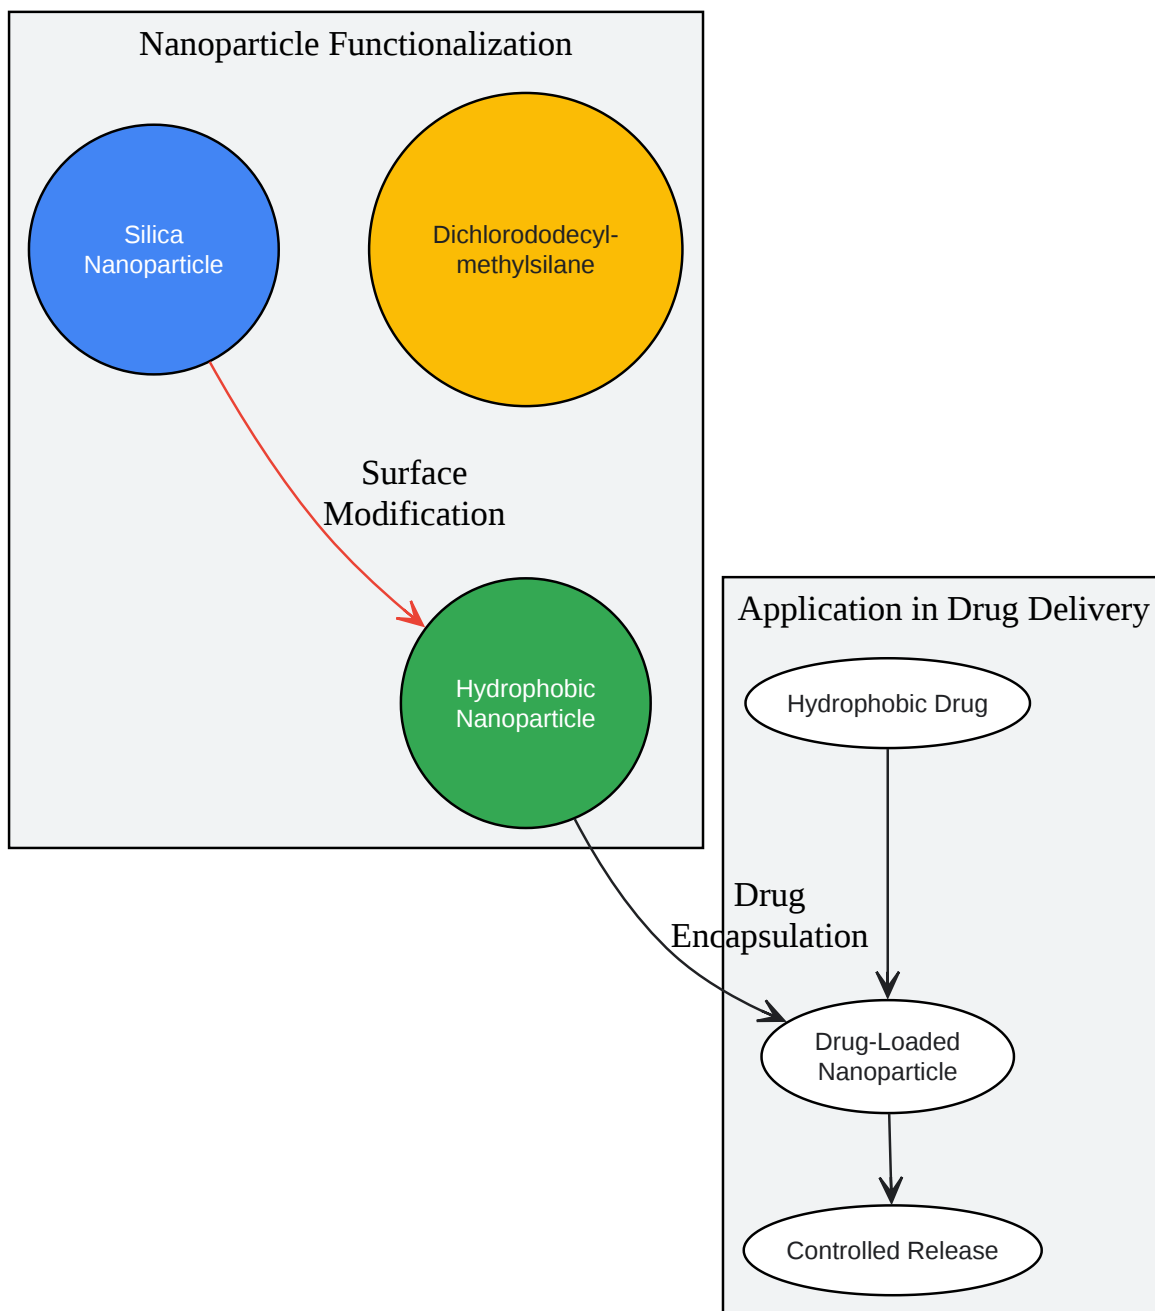 Nanoparticle Functionalization
Silica
Nanoparticle
Dichlorododecyl-
methylsilane
Surface
Modification
Hydrophobic
Nanoparticle
Application in Drug Delivery
Hydrophobic Drug
Drug
Encapsulation
Drug-Loaded
Nanoparticle
Controlled Release